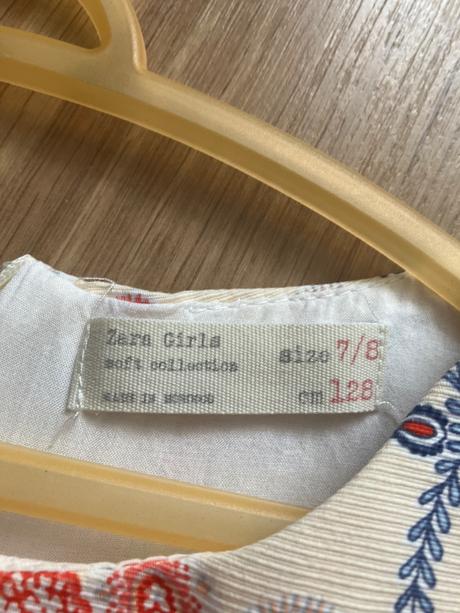 Zara Girls
soft collection
size 7/8
MADE IN MOROCCO
cm 128